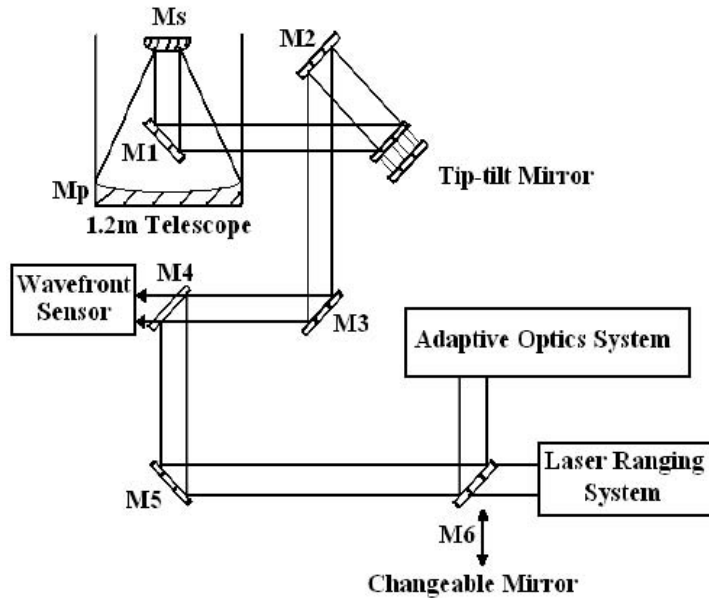 Ms
M2
M1
Tip-tilt Mirror
Mp
1.2m Telescope
M4
Wavefront
Sensor
M3
Adaptive Optics System
Laser Ranging
System
M5
M6
Changeable Mirror